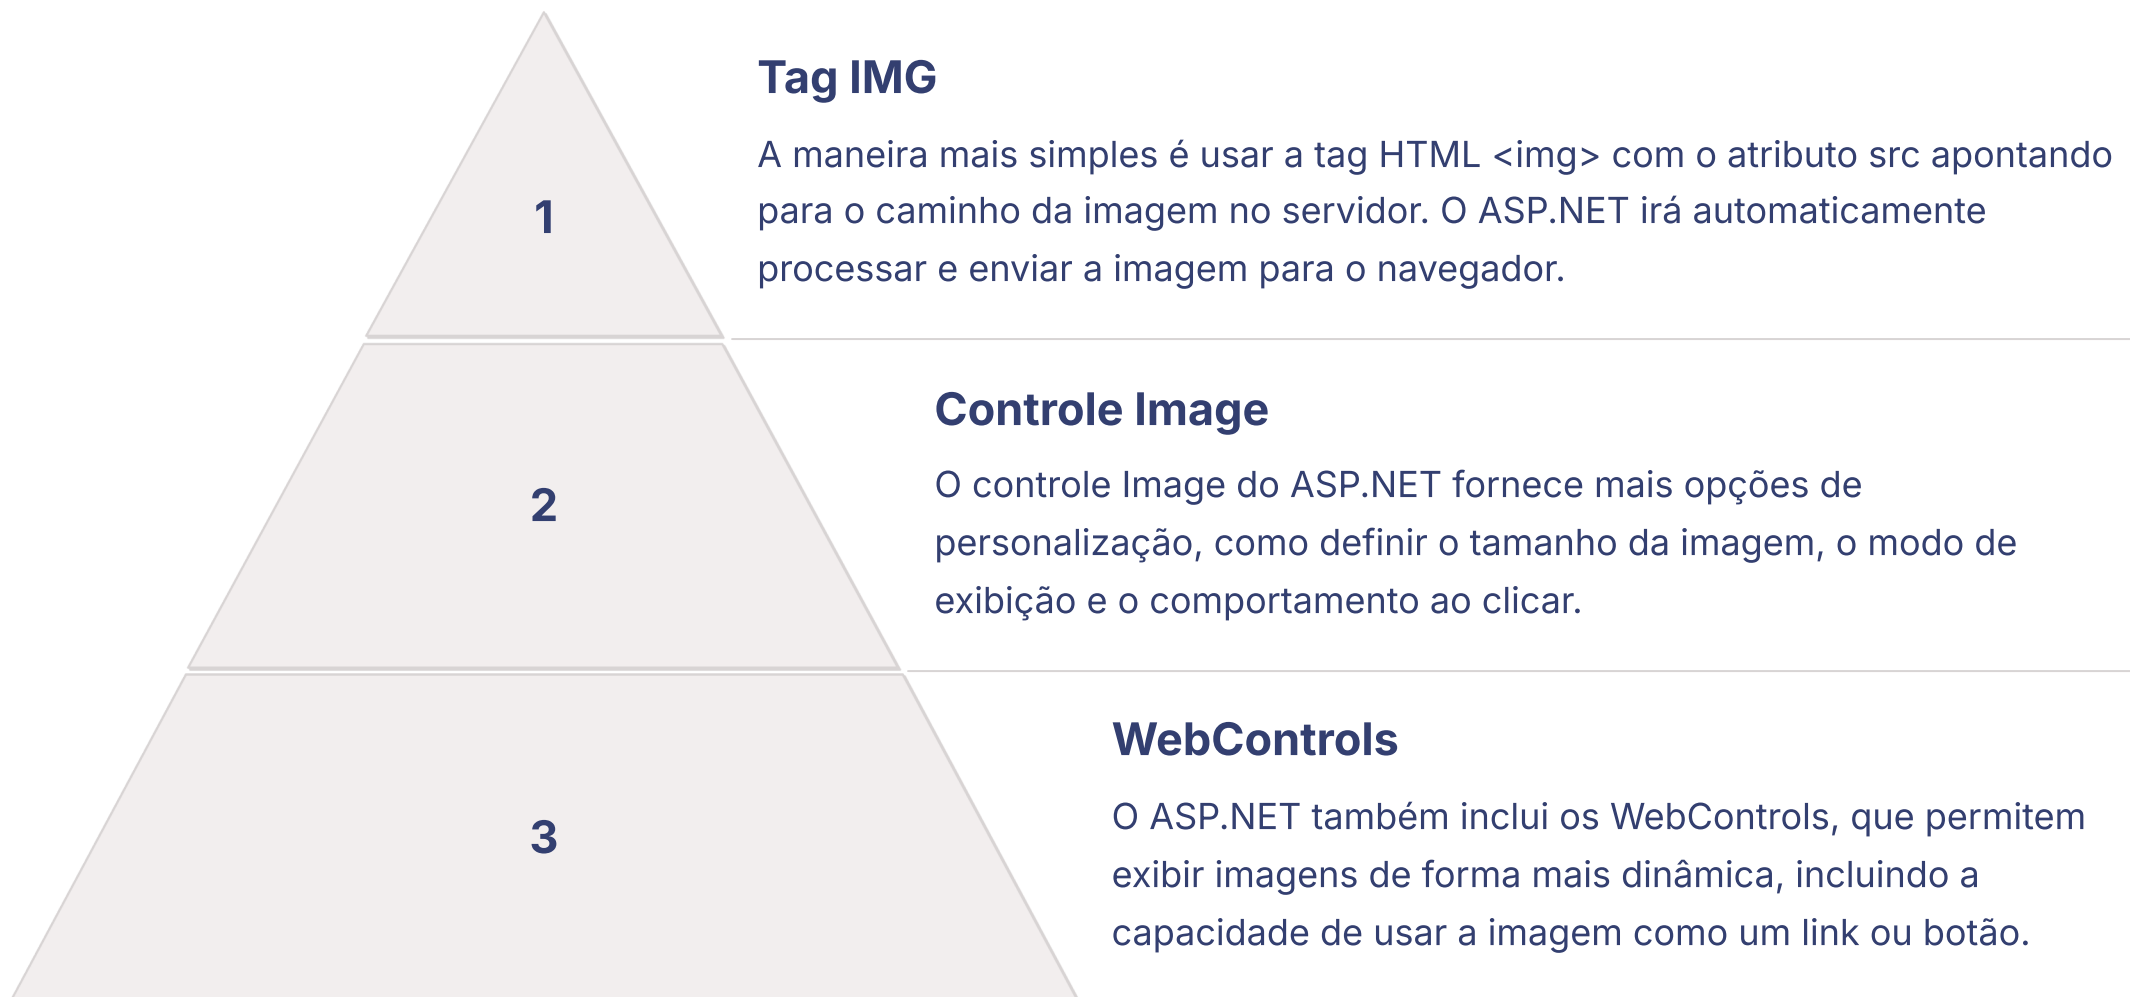 1
Tag IMG
A maneira mais simples é usar a tag HTML <img> com o atributo src apontando
para o caminho da imagem no servidor. O ASP.NET irá automaticamente
processar e enviar a imagem para o navegador.
2
Controle Image
O controle Image do ASP.NET fornece mais opções de
personalização, como definir o tamanho da imagem, o modo de
exibição e o comportamento ao clicar.
3
WebControls
O ASP.NET também inclui os WebControls, que permitem
exibir imagens de forma mais dinâmica, incluindo a
capacidade de usar a imagem como um link ou botão.